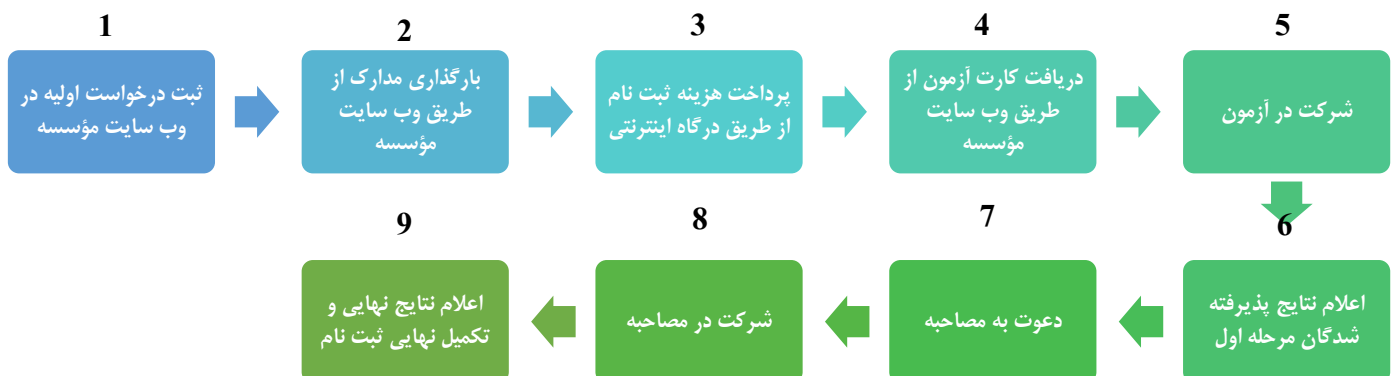 1
ثبت درخواست اولیه در
وب سایت مؤسسه
2
بارگذاری مدارک از
طریق وب سایت
مؤسسه
3
پرداخت هزینه ثبت نام
از طریق درگاه اینترنتی
4
دریافت کارت آزمون از
طریق وب سایت
مؤسسه
5
شرکت در آزمون
6
اعلام نتایج پذیرفته
شدگان مرحله اول
7
دعوت به مصاحبه
8
شرکت در مصاحبه
9
اعلام نتایج نهایی و
تکمیل نهایی ثبت نام